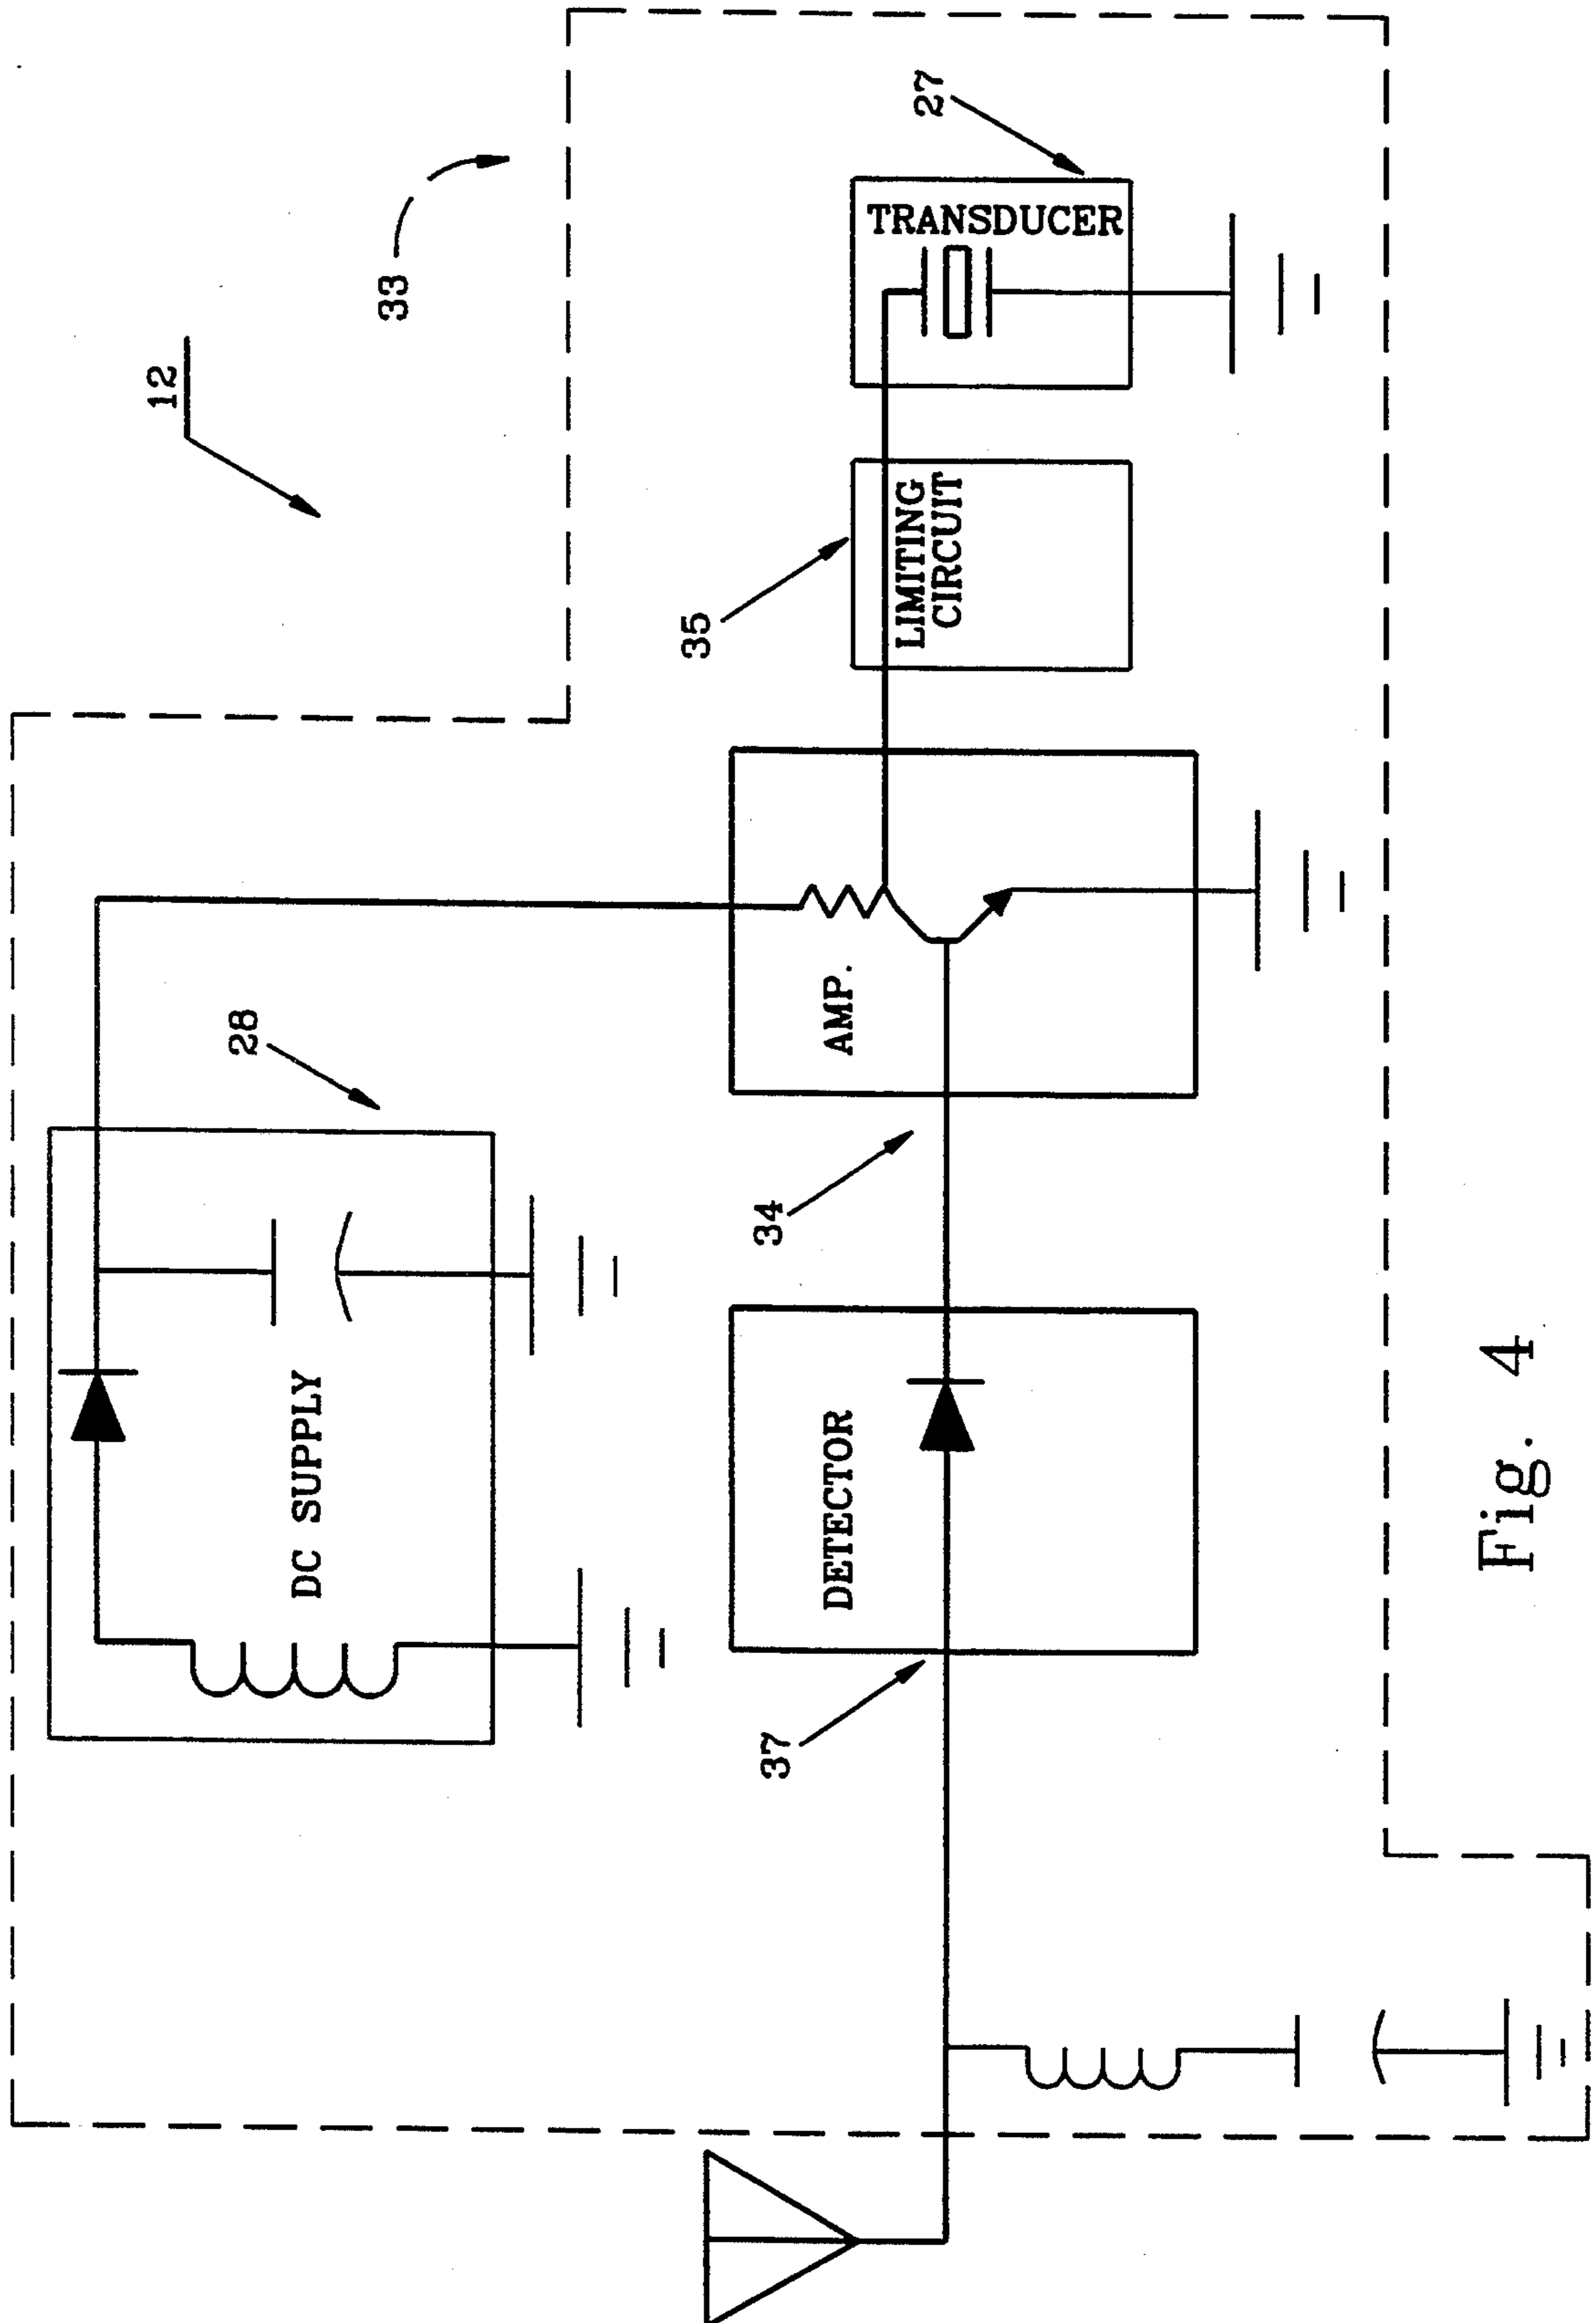 12
33
28
DC SUPPLY
35
27
TRANSDUCER
LIMITING
CIRCUIT
34
AMP.
37
DETECTOR
Fig. 4